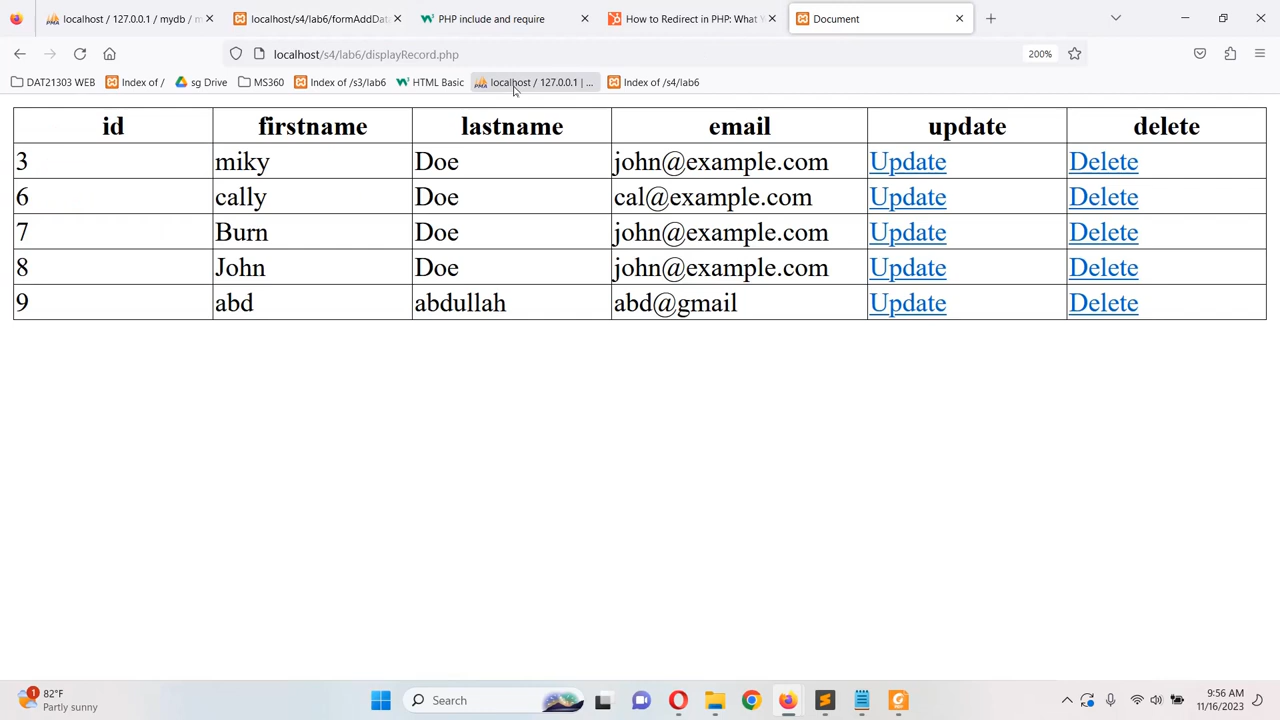 localhost / 127.0.0.1 / mydb / m
localhost/s4/lab6/formAddData
PHP include and require
How to Redirect in PHP: What Y
Document
localhost/s4/lab6/displayRecord.php
200%
DAT21303 WEB
Index of /
sg Drive
MS360
Index of /s3/lab6
HTML Basic
localhost / 127.0.0.1 | ...
Index of /s4/lab6
id firstname lastname email update delete
3 miky Doe john@example.com Update Delete
6 cally Doe cal@example.com Update Delete
7 Burn Doe john@example.com Update Delete
8 John Doe john@example.com Update Delete
9 abd abdullah abd@gmail Update Delete
1
82°F
Partly sunny
Search
9:56 AM
11/16/2023